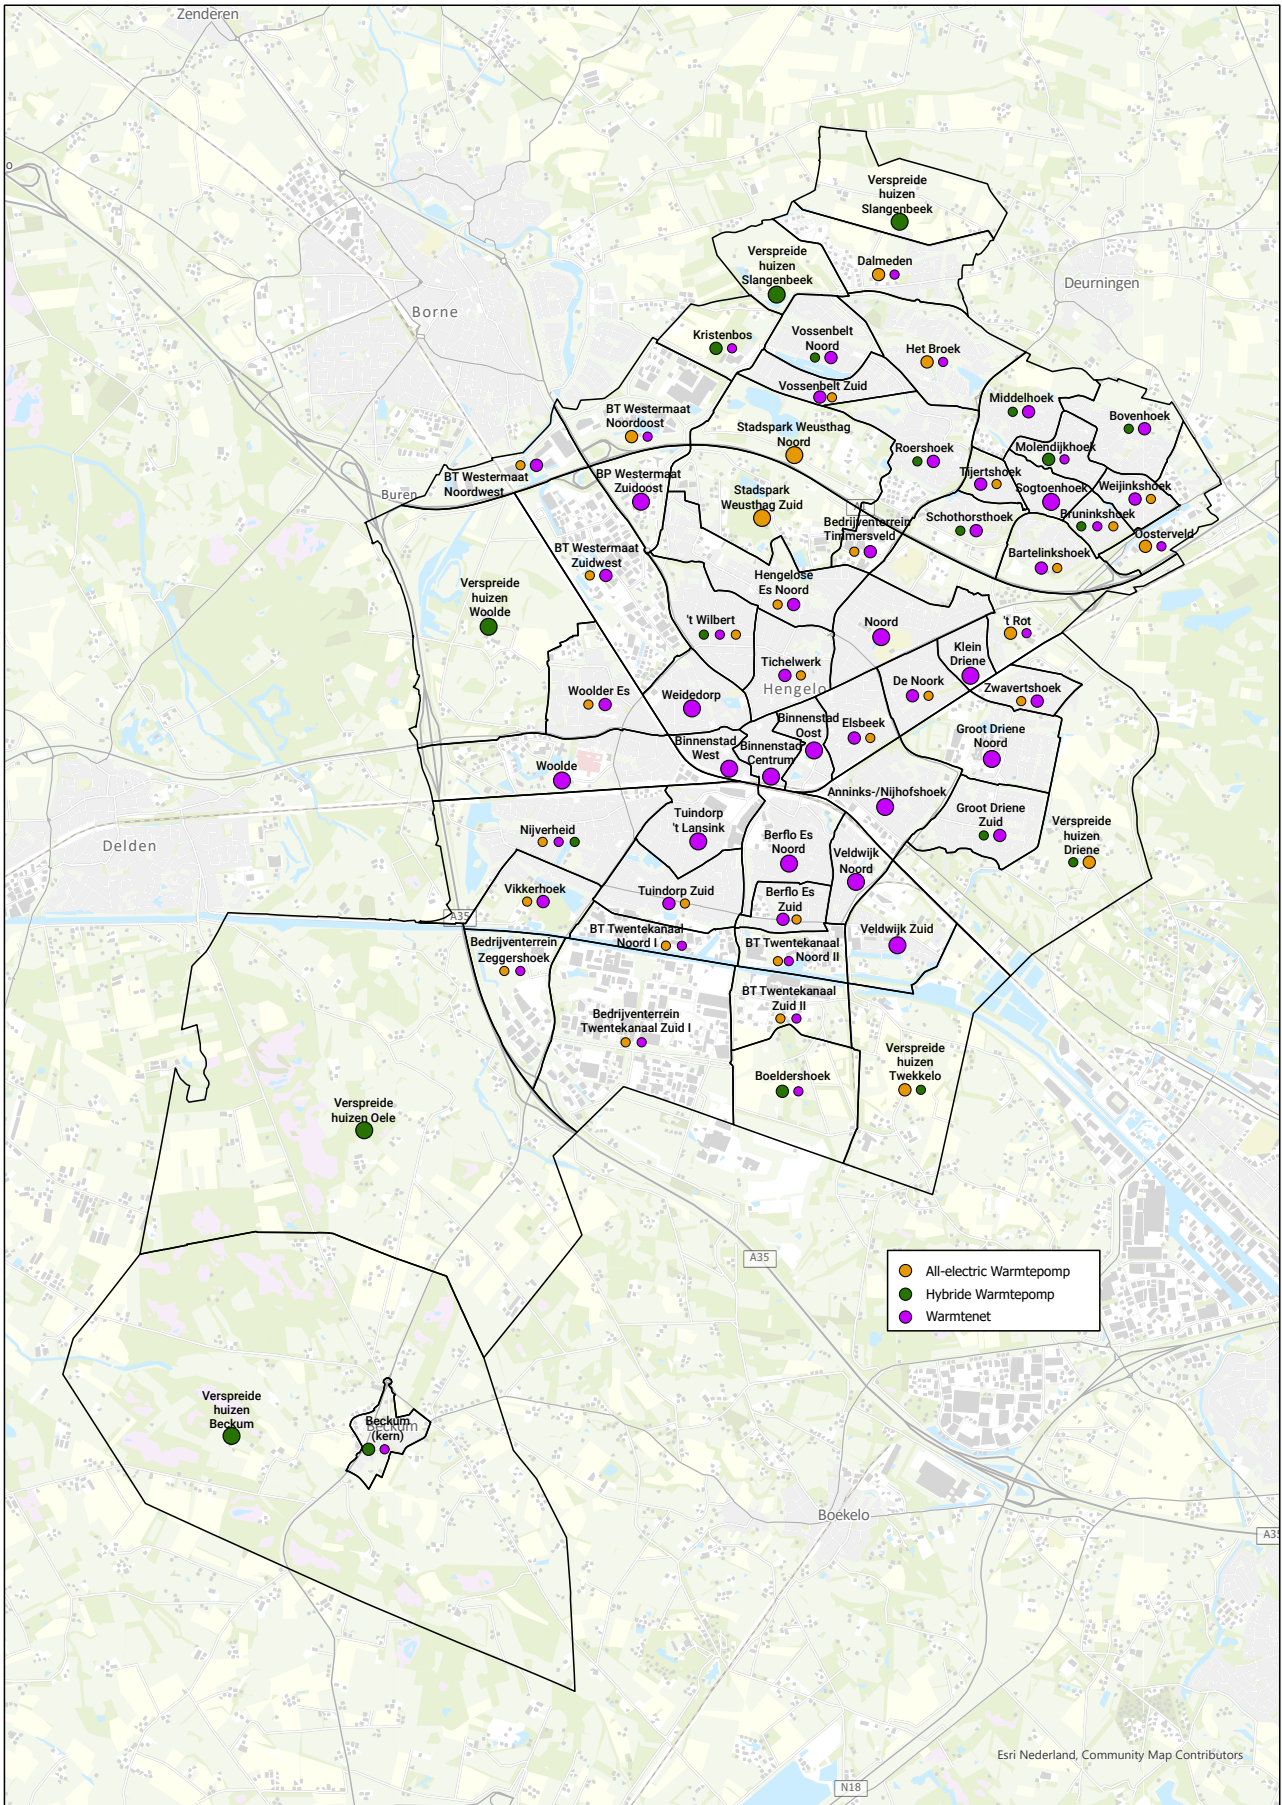 Zenderen
Verspreide
huizen
Slangenbeek
Verspreide
huizen
Slangenbeek
Dalmeden
Deurningen
Borne
Kristenbos
Vossenbelt
Noord
Het Broek
Vossenbelt Zuid
Middelhoek
Bovenhoek
BT Westermaat
Noordoost
Stadspark Weusthag
Noord
Roershoek
Molendijkhoek
BT Westermaat
Noordwest
Buren
BP Westermaat
Zuidoost
Tijertshoek
Sogtoenhoek
Weijinkshoek
Stadspark
Weusthag Zuid
Bedrijventerrein
Timmersveld
Schothorsthoek
Bruninkshoek
Oosterveld
Bartelinkshoek
BT Westermaat
Zuidwest
Verspreide
huizen
Woolde
Hengelose
Es Noord
't Wilbert
Noord
't Rot
Klein
Driene
Tichelwerk
Hengelo
De Noork
Zwavertshoek
Woolder Es
Weidedorp
Binnenstad
Oost
Elsbeek
Groot Driene
Noord
Binnenstad
West
Binnenstad
Centrum
Woolde
Anninks-/Nijhofshoek
Tuindorp
't Lansink
Groot Driene
Zuid
Verspreide
huizen
Driene
Delden
Nijverheid
Berflo Es
Noord
Veldwijk
Noord
Vikkerhoek
Tuindorp Zuid
Berflo Es
Zuid
A35
BT Twentekanaal
Noord I
Veldwijk Zuid
Bedrijventerrein
Zeggershoek
BT Twentekanaal
Noord II
BT Twentekanaal
Zuid II
Bedrijventerrein
Twentekanaal Zuid I
Verspreide
huizen
Twekkelo
Boeldershoek
Verspreide
huizen Oele
A35
All-electric Warmtepomp
Hybride Warmtepomp
Warmtenet
Verspreide
huizen
Beckum
Beckum
(kern)
Beckum
Boekelo
A35
Esri Nederland, Community Map Contributors
N18